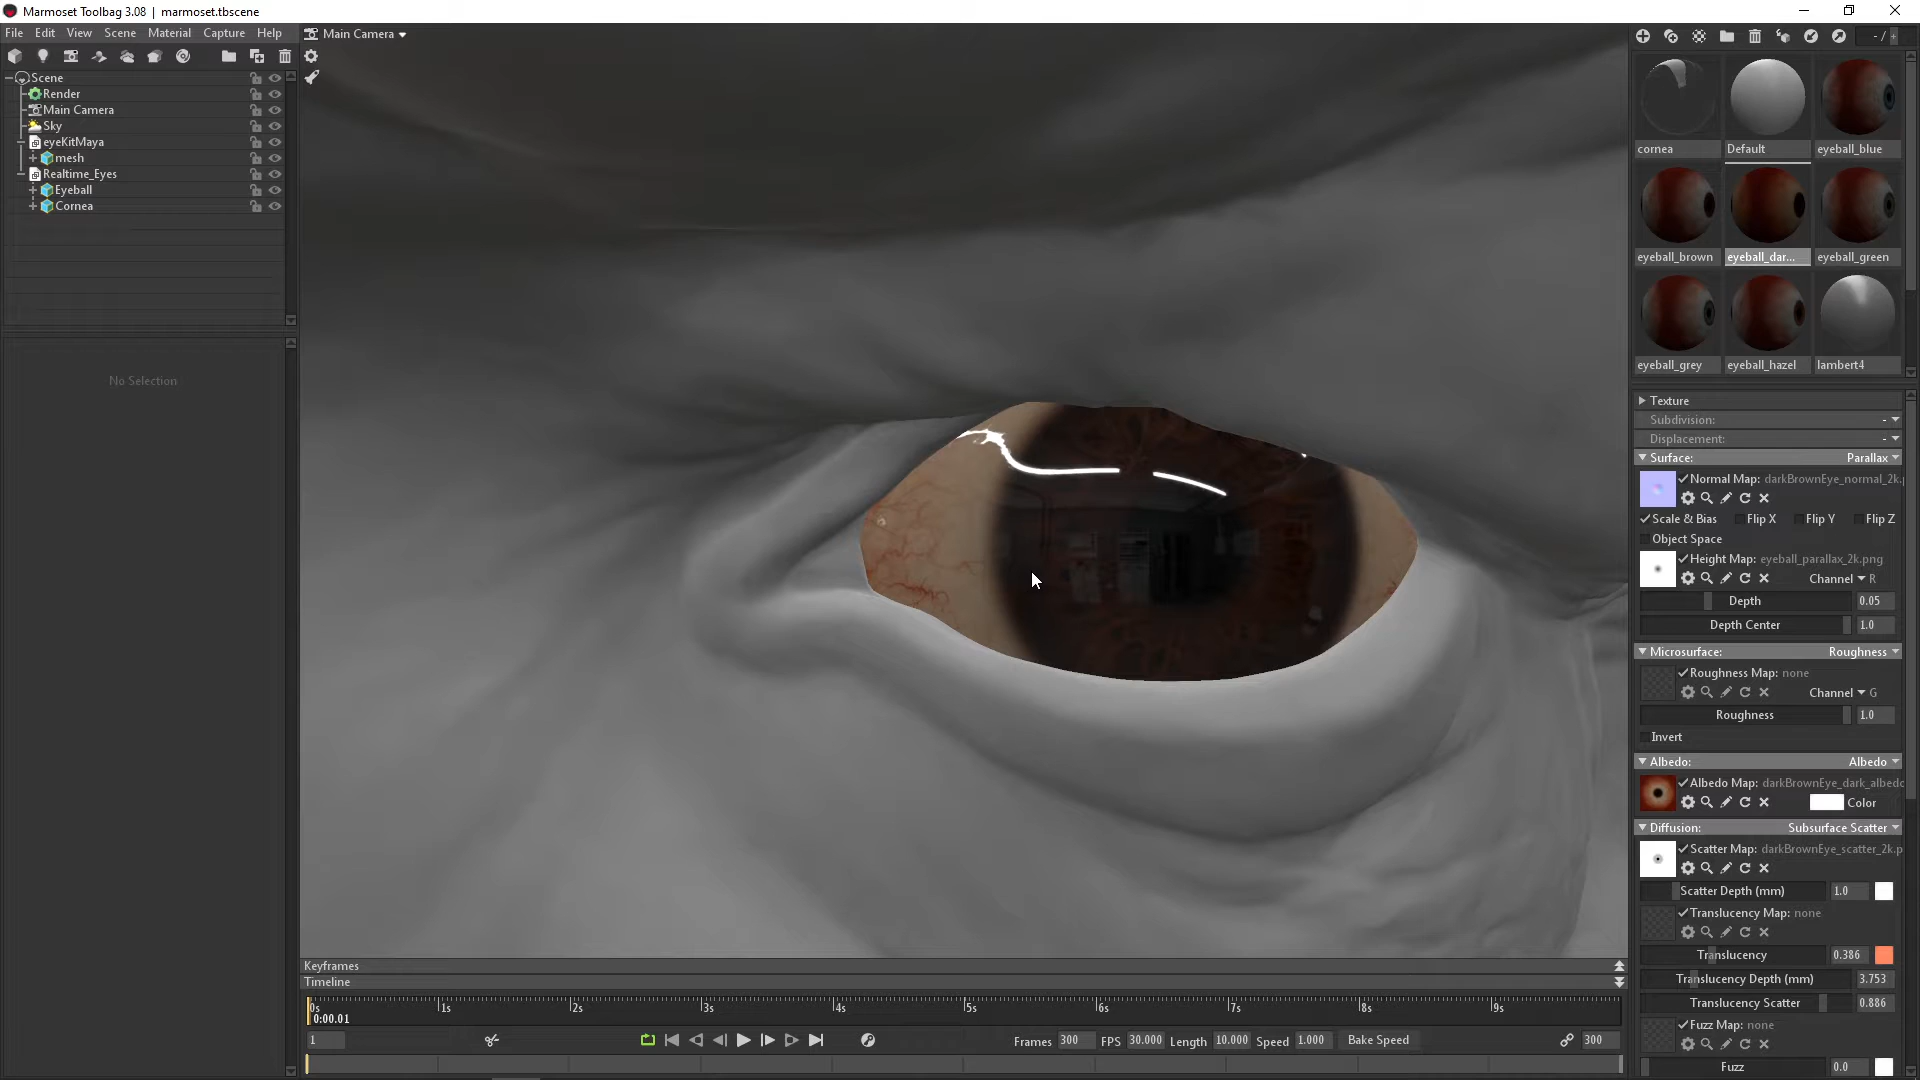 Marmoset Toolbag 3.08 | marmoset.tbscene
File Edit View Scene Material Capture Help
Main Camera
- / +
Scene
Render
Main Camera
Sky
eyeKitMaya
mesh
Realtime_Eyes
Eyeball
Cornea
No Selection
cornea Default eyeball_blue
eyeball_brown eyeball_dar... eyeball_green
eyeball_grey eyeball_hazel lambert4
Texture
Subdivision: -
Displacement: -
Surface: Parallax
Normal Map: darkBrownEye_normal_2k.p
Scale & Bias Flip X Flip Y Flip Z
Object Space
Height Map: eyeball_parallax_2k.png
Channel R
Depth 0.05
Depth Center 1.0
Microsurface: Roughness
Roughness Map: none
Channel G
Roughness 1.0
Invert
Albedo: Albedo
Albedo Map: darkBrownEye_dark_albedo
Color
Diffusion: Subsurface Scatter
Scatter Map: darkBrownEye_scatter_2k.p
Scatter Depth (mm) 1.0
Translucency Map: none
Translucency 0.386
Translucency Depth (mm) 3.753
Translucency Scatter 0.886
Fuzz Map: none
Fuzz 0.0
Keyframes
Timeline
0s 1s 2s 3s 4s 5s 6s 7s 8s 9s
0:00.01
1 Frames 300 FPS 30.000 Length 10.000 Speed 1.000 Bake Speed 300